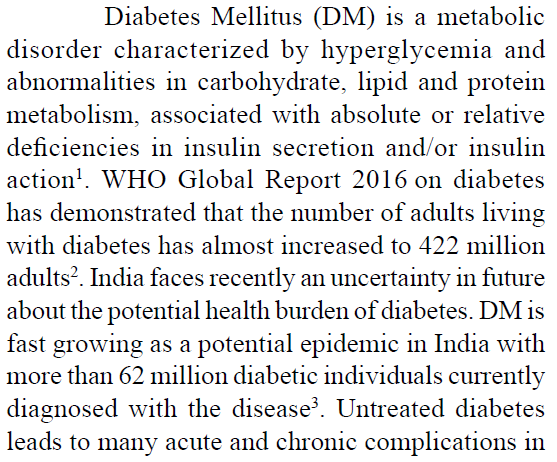 Diabetes Mellitus (DM) is a metabolic
disorder characterized by hyperglycemia and
abnormalities in carbohydrate, lipid and protein
metabolism, associated with absolute or relative
deficiencies in insulin secretion and/or insulin
action¹. WHO Global Report 2016 on diabetes
has demonstrated that the number of adults living
with diabetes has almost increased to 422 million
adults². India faces recently an uncertainty in future
about the potential health burden of diabetes. DM is
fast growing as a potential epidemic in India with
more than 62 million diabetic individuals currently
diagnosed with the disease³. Untreated diabetes
leads to many acute and chronic complications in